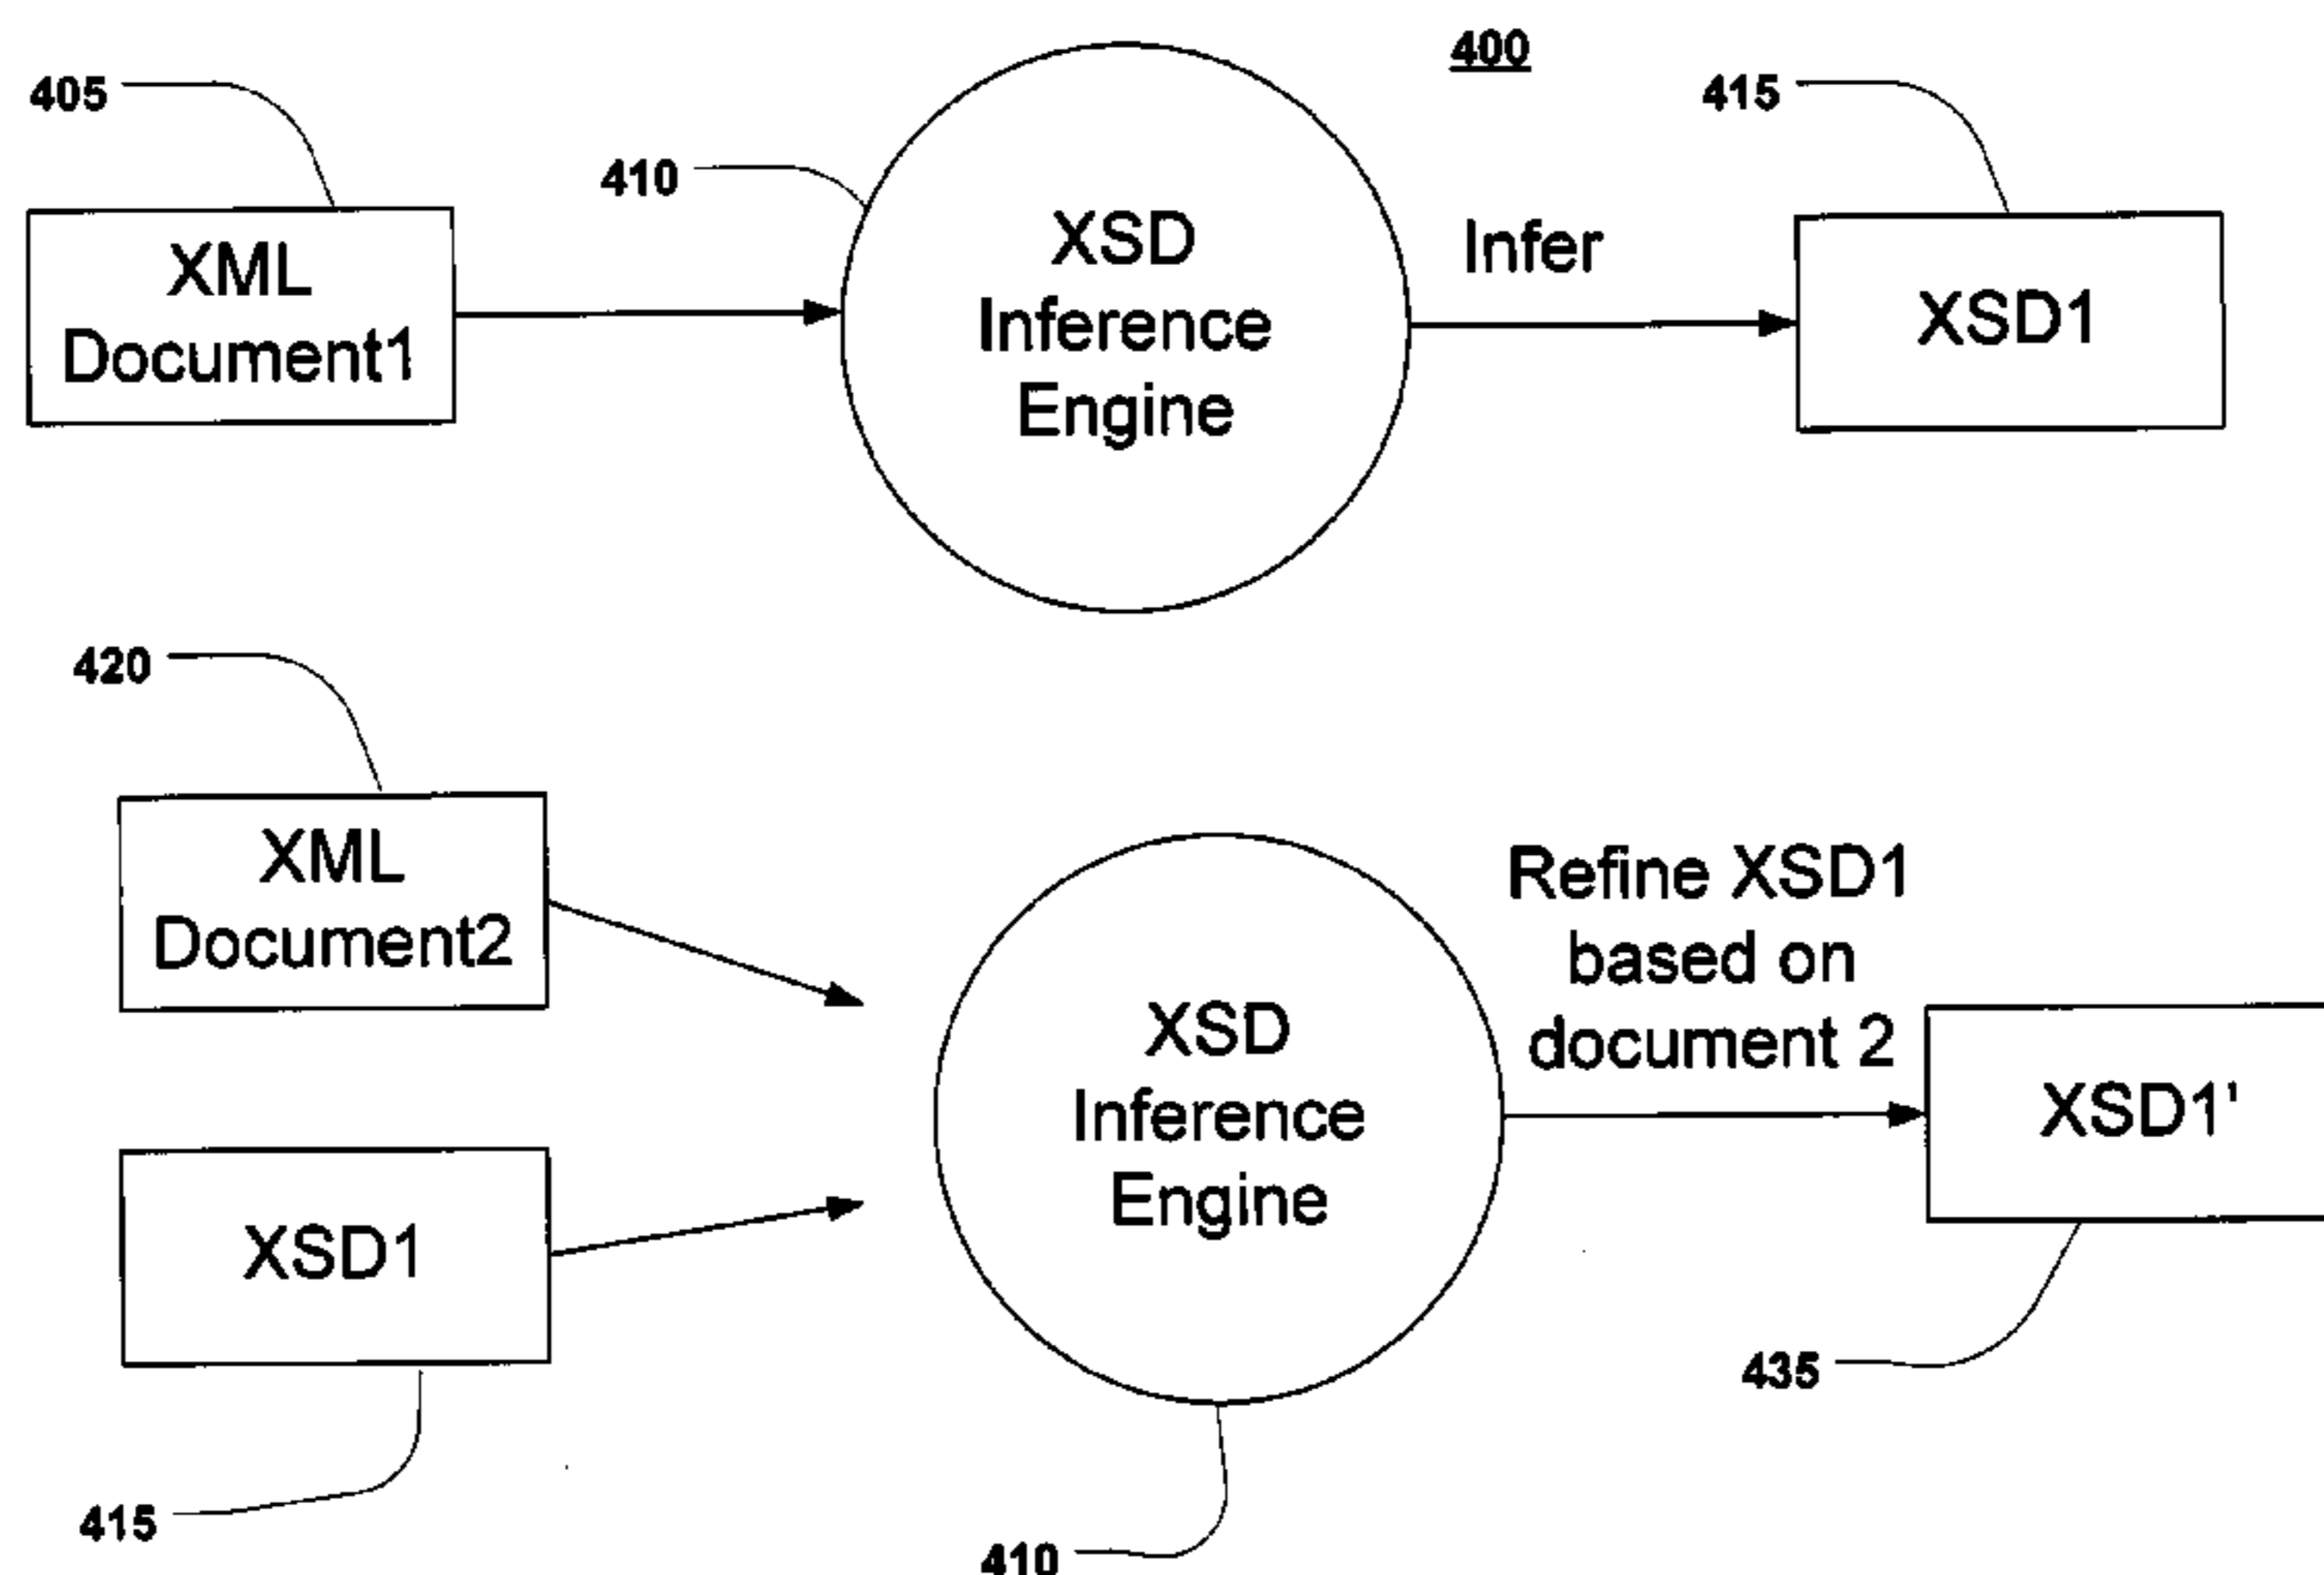 400
405
410
415
XML
Document1
XSD
Inference
Engine
Infer
XSD1
420
XML
Document2
XSD1
415
XSD
Inference
Engine
410
Refine XSD1
based on
document 2
XSD1'
435